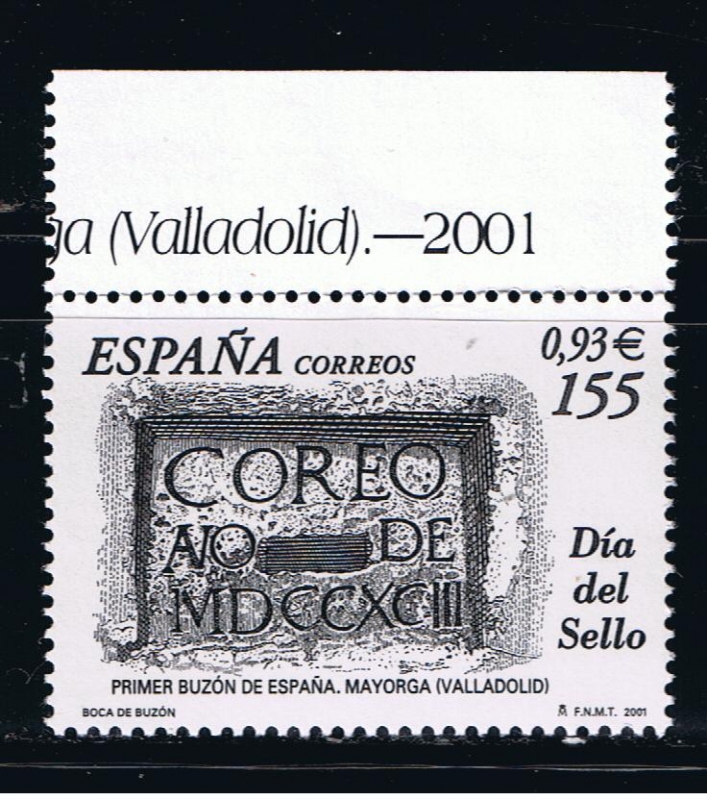 ga (Valladolid).—2001
ESPAÑA CORREOS
0,93€
155
COREO
AÑO DE
MDCCXCIII
Día
del
Sello
PRIMER BUZÓN DE ESPAÑA. MAYORGA (VALLADOLID)
BOCA DE BUZÓN
F.N.M.T. 2001